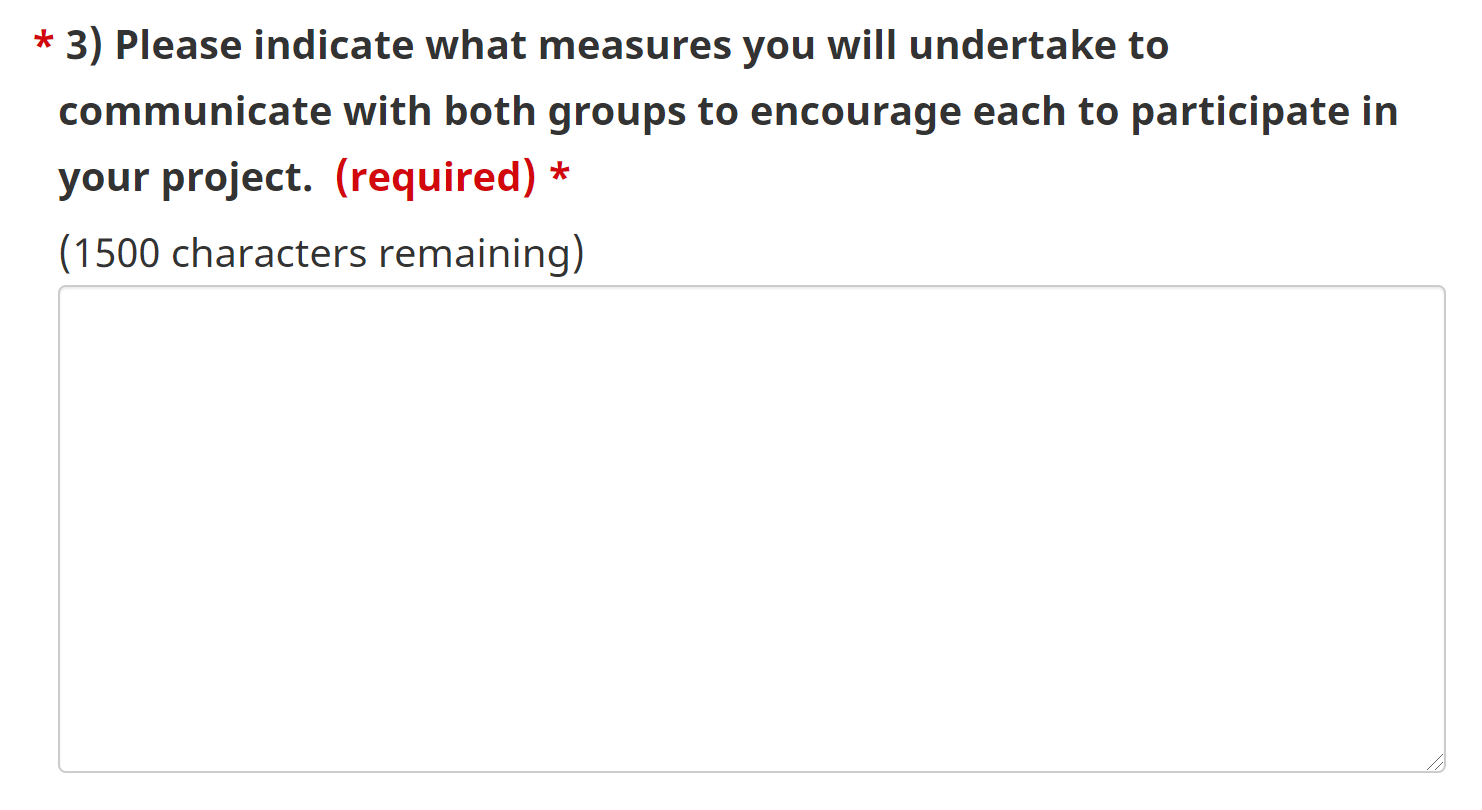 * 3) Please indicate what measures you will undertake to
communicate with both groups to encourage each to participate in
your project. (required) *
(1500 characters remaining)